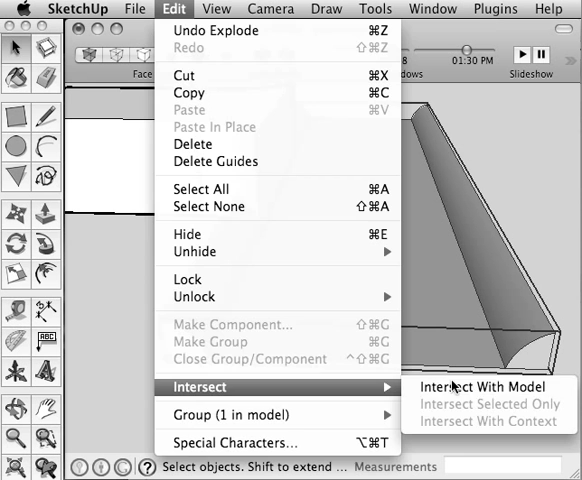 SketchUp File Edit View Camera Draw Tools Window Plugins Help
Undo Explode ⌘Z
Redo ⇧⌘Z
8 01:30 PM
Face
dows Slideshow
Cut ⌘X
Copy ⌘C
Paste ⌘V
Paste In Place
Delete
Delete Guides
Select All ⌘A
Select None ⇧⌘A
Hide ⌘E
Unhide
Lock
Unlock
Make Component... ⇧⌘G
Make Group ⌘G
Close Group/Component ^⇧⌘G
Intersect
Intersect With Model
Intersect Selected Only
Intersect With Context
Group (1 in model)
Special Characters... ⌥⌘T
ABC
Select objects. Shift to extend ... Measurements